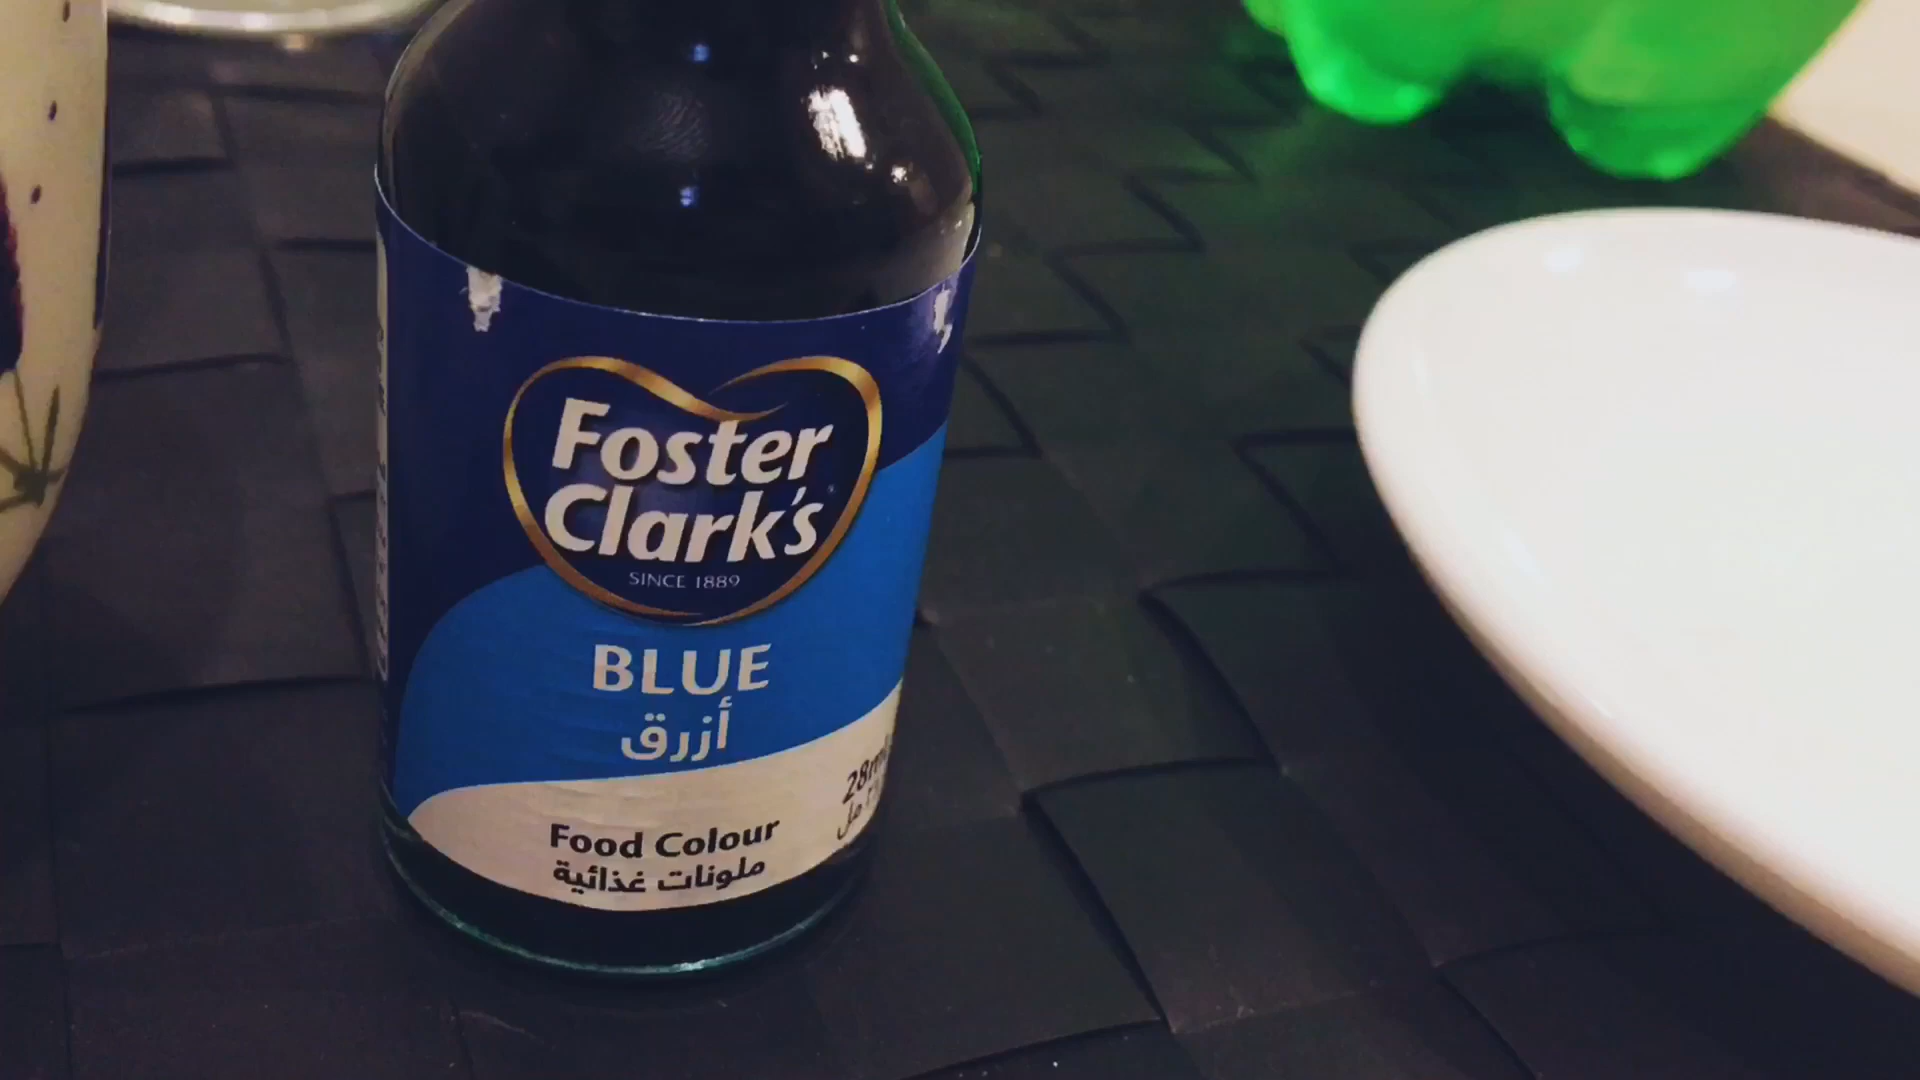 Foster
Clark's
SINCE 1889
BLUE
أزرق
Food Colour
ملونات غذائية